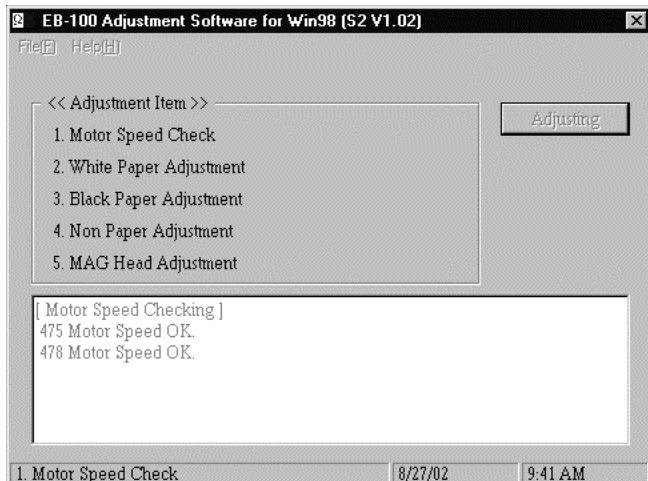 EB-100 Adjustment Software for Win98 (S2 V1.02)
File(F) Help(H)
<< Adjustment Item >>
Adjusting
1. Motor Speed Check
2. White Paper Adjustment
3. Black Paper Adjustment
4. Non Paper Adjustment
5. MAG Head Adjustment
[ Motor Speed Checking ]
475 Motor Speed OK.
478 Motor Speed OK.
1. Motor Speed Check 8/27/02 9:41 AM